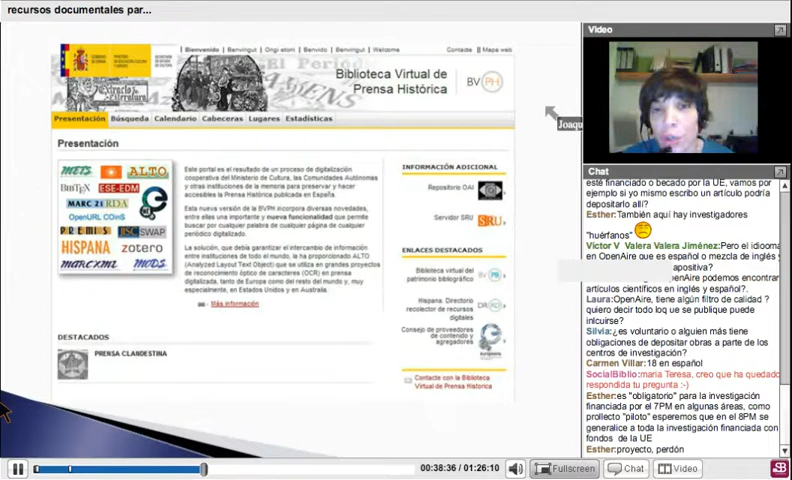 recursos documentales par...
Bienvenido | Benvingut | Ongi etorri | Benvido | Benvingut | Welcome
Contacte | Mapa web
Biblioteca Virtual de
Prensa Histórica
BV PH
Presentación Búsqueda Calendario Cabeceras Lugares Estadísticas
Presentación
METS ALTO
BibTeX ESE-EDM
MARC 21 RDA
OpenURL COinS
PREMIS JISC SWAP
HISPANA zotero
MARCXML MODS
Este portal es el resultado de un proceso de digitalización
cooperativa del Ministerio de Cultura, las Comunidades Autónomas
y otras instituciones de la memoria para preservar y hacer
accesibles la Prensa Histórica publicada en España.
Esta nueva versión de la BVPH incorpora diversas novedades,
entre ellas una importante y nueva funcionalidad que permite
buscar por cualquier palabra de cualquier página de cualquier
periódico digitalizado.
La solución, que debía garantizar el intercambio de información
entre instituciones de todo el mundo, ha proporcionado ALTO
(Analyzed Layout Text Object) que se utiliza en grandes proyectos
de reconocimiento óptico de caracteres (OCR) en prensa
digitalizada, tanto de Europa como del resto del mundo y, muy
especialmente, en Estados Unidos y en Australia.
Más información
INFORMACIÓN ADICIONAL
Repositorio OAI
Servidor SRU
SRU
ENLACES DESTACADOS
Biblioteca virtual del
patrimonio bibliográfico
Hispana. Directorio
recolector de recursos
digitales
Consejo de proveedores
de contenido y
agregadores
Contacte con la Biblioteca
Virtual de Prensa Histórica
DESTACADOS
PRENSA CLANDESTINA
Joaqu
Video
Chat
esté financiado o becado por la UE, vamos por
ejemplo si yo mismo escribo un artículo podría
depositarlo allí?
Esther:También aquí hay investigadores
"huérfanos"
Victor V Valera Valera Jiménez:Pero el idioorma
en OpenAire que es español o mezcla de inglés y
apositiva?
penAire podemos encontrar
artículos científicos en inglés y español?.
Laura:OpenAire, tiene algún filtro de calidad ?
quiero decir todo loq ue se publique puede
inlcuirse?
Silvia:¿es voluntario o alguien más tiene
obligaciones de depositar obras a parte de los
centros de investigación?
Carmen Villar:18 en español
SocialBiblio:maria Teresa, creo que ha quedado
respondida tu pregunta :-)
Esther:es "obligatorio" para la investigación
financiada por el 7PM en algunas áreas, como
prollecto "piloto" esperemos que en el 8PM se
generalice a toda la investigación financiada con
fondos de la UE
Esther:proyecto, perdón
00:38:36 / 01:26:10
Fullscreen
Chat
Video